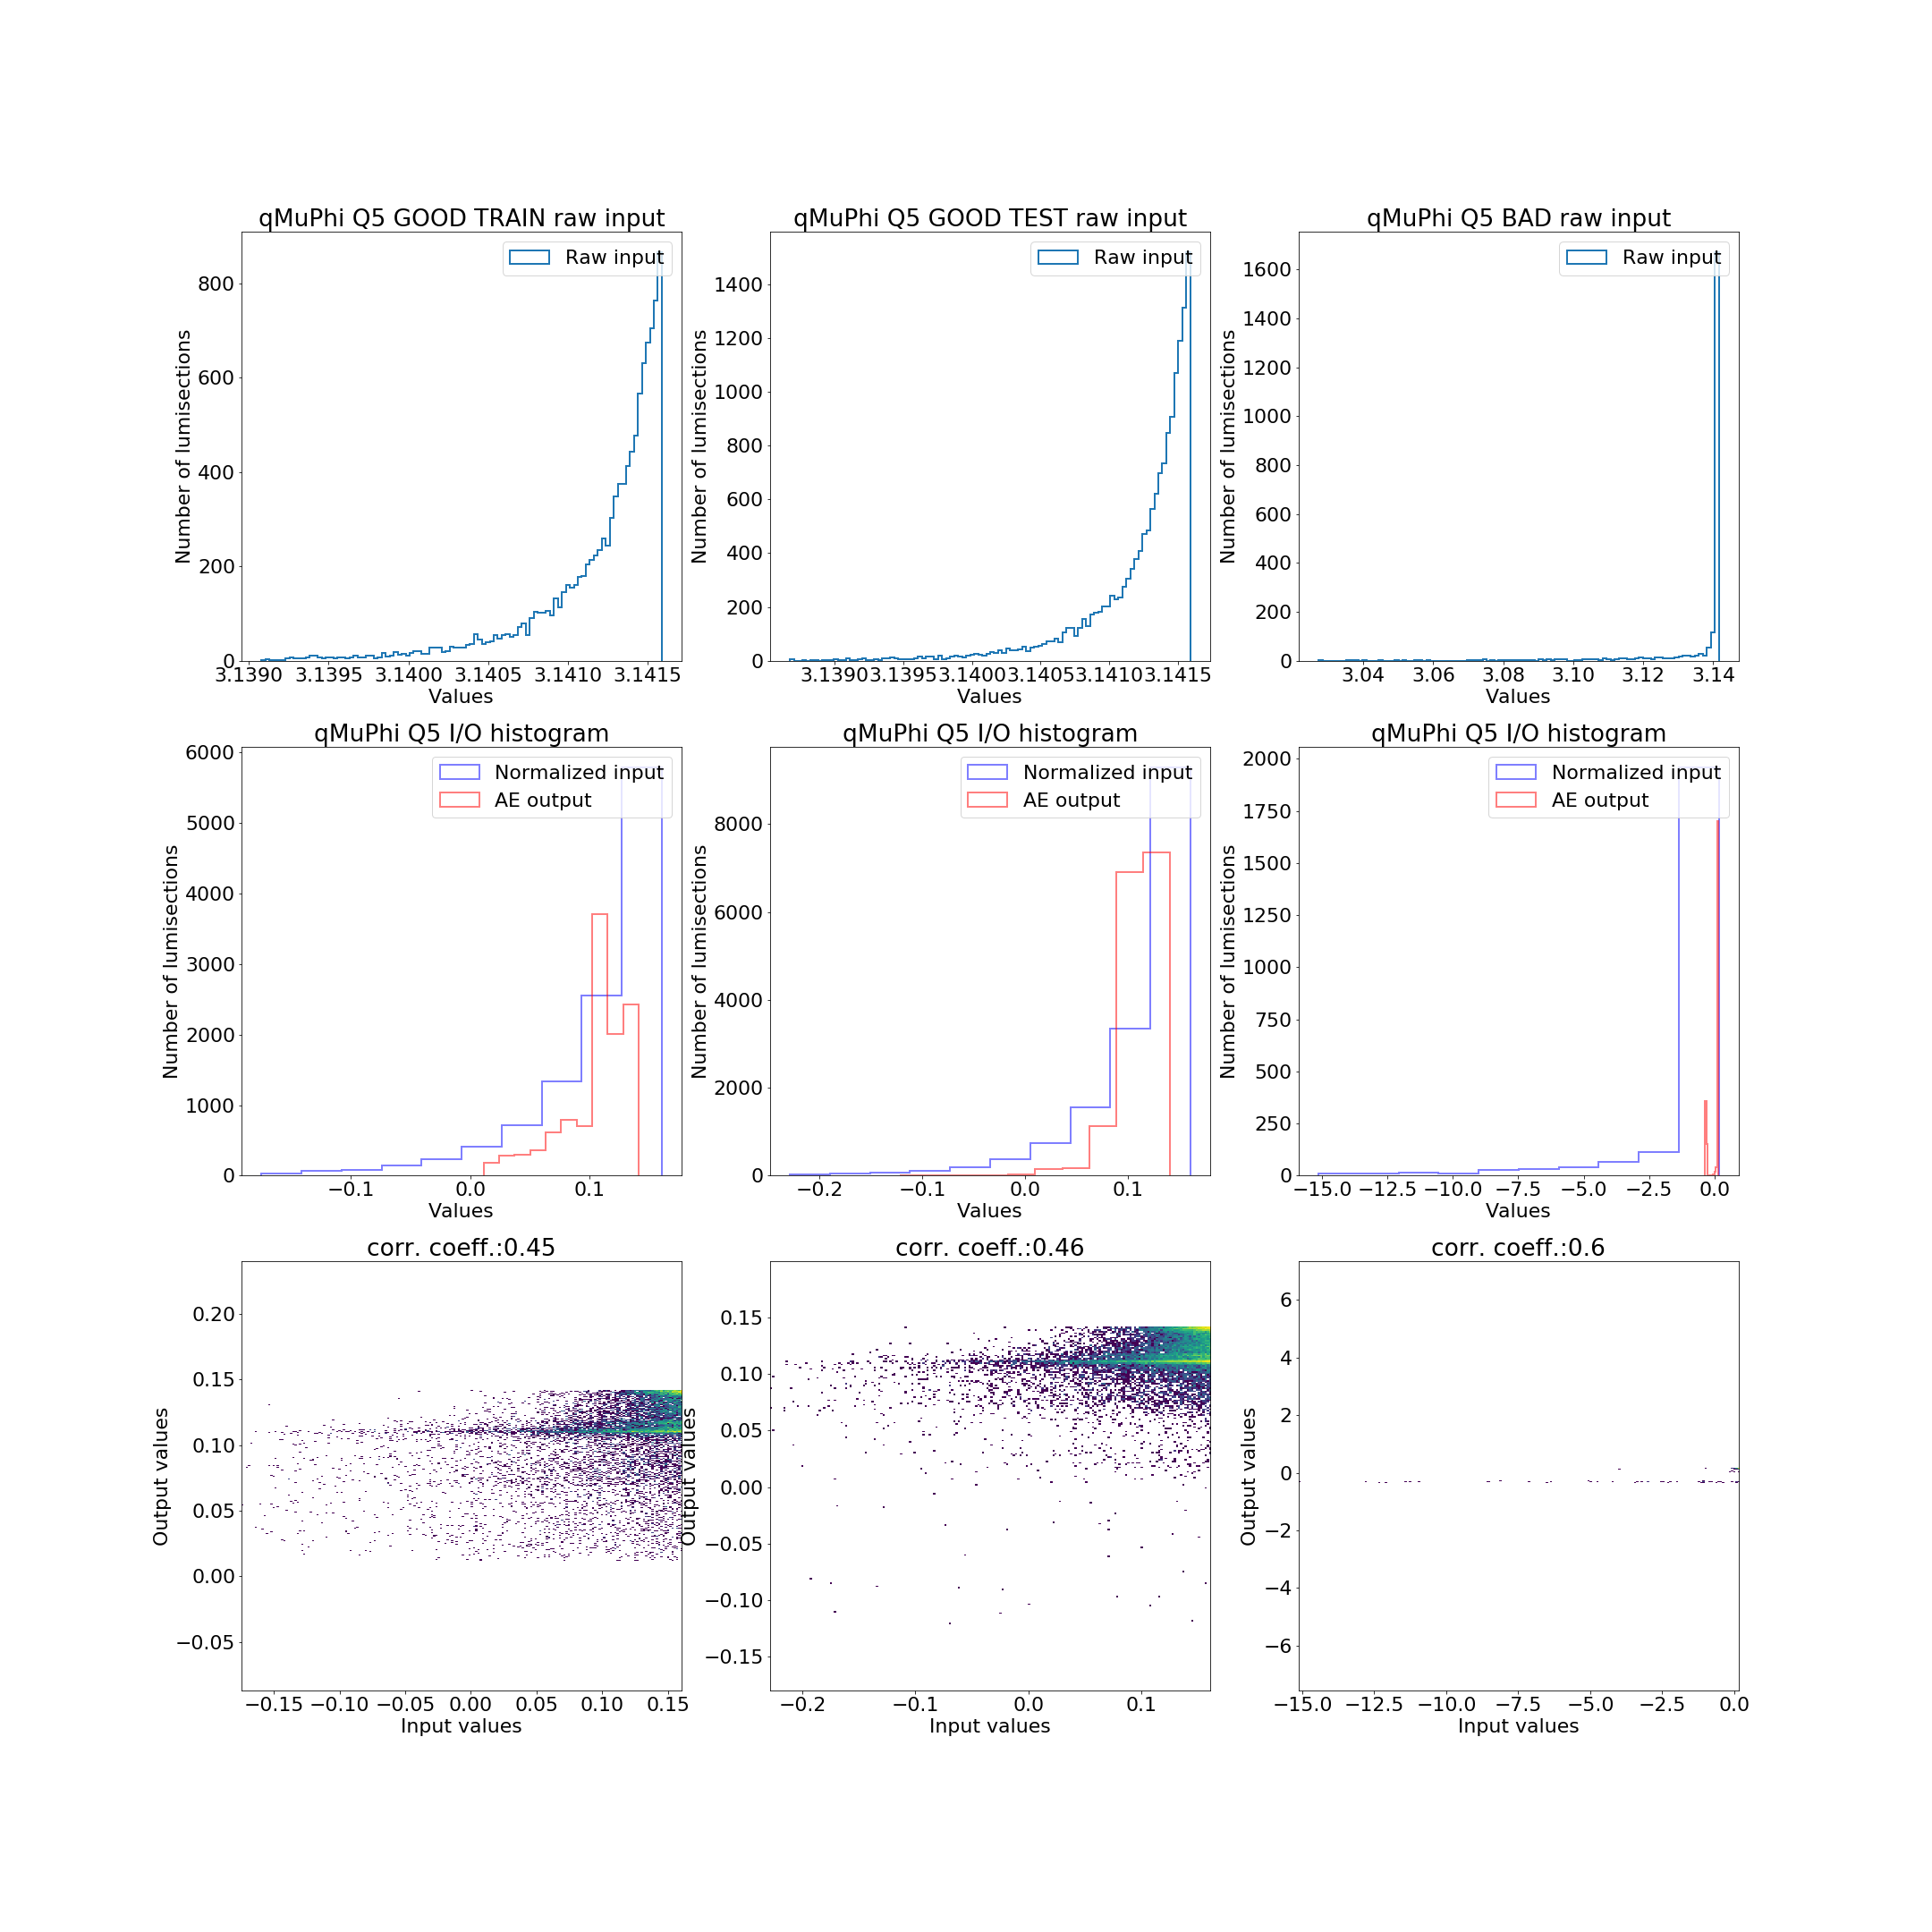 qMuPhi Q5 GOOD TRAIN raw input
Raw input
Number of lumisections
0
200
400
600
800
3.1390 3.1395 3.1400 3.1405 3.1410 3.1415
Values
qMuPhi Q5 GOOD TEST raw input
Raw input
Number of lumisections
0
200
400
600
800
1000
1200
1400
3.1390 3.1395 3.1400 3.1405 3.1410 3.1415
Values
qMuPhi Q5 BAD raw input
Raw input
Number of lumisections
0
200
400
600
800
1000
1200
1400
1600
3.04 3.06 3.08 3.10 3.12 3.14
Values
qMuPhi Q5 I/O histogram
Normalized input
AE output
Number of lumisections
0
1000
2000
3000
4000
5000
6000
−0.1 0.0 0.1
Values
qMuPhi Q5 I/O histogram
Normalized input
AE output
Number of lumisections
0
2000
4000
6000
8000
−0.2 −0.1 0.0 0.1
Values
qMuPhi Q5 I/O histogram
Normalized input
AE output
Number of lumisections
0
250
500
750
1000
1250
1500
1750
2000
−15.0 −12.5 −10.0 −7.5 −5.0 −2.5 0.0
Values
corr. coeff.:0.45
Output values
−0.05
0.00
0.05
0.10
0.15
0.20
−0.15 −0.10 −0.05 0.00 0.05 0.10 0.15
Input values
corr. coeff.:0.46
Output values
−0.15
−0.10
−0.05
0.00
0.05
0.10
0.15
−0.2 −0.1 0.0 0.1
Input values
corr. coeff.:0.6
Output values
−6
−4
−2
0
2
4
6
−15.0 −12.5 −10.0 −7.5 −5.0 −2.5 0.0
Input values